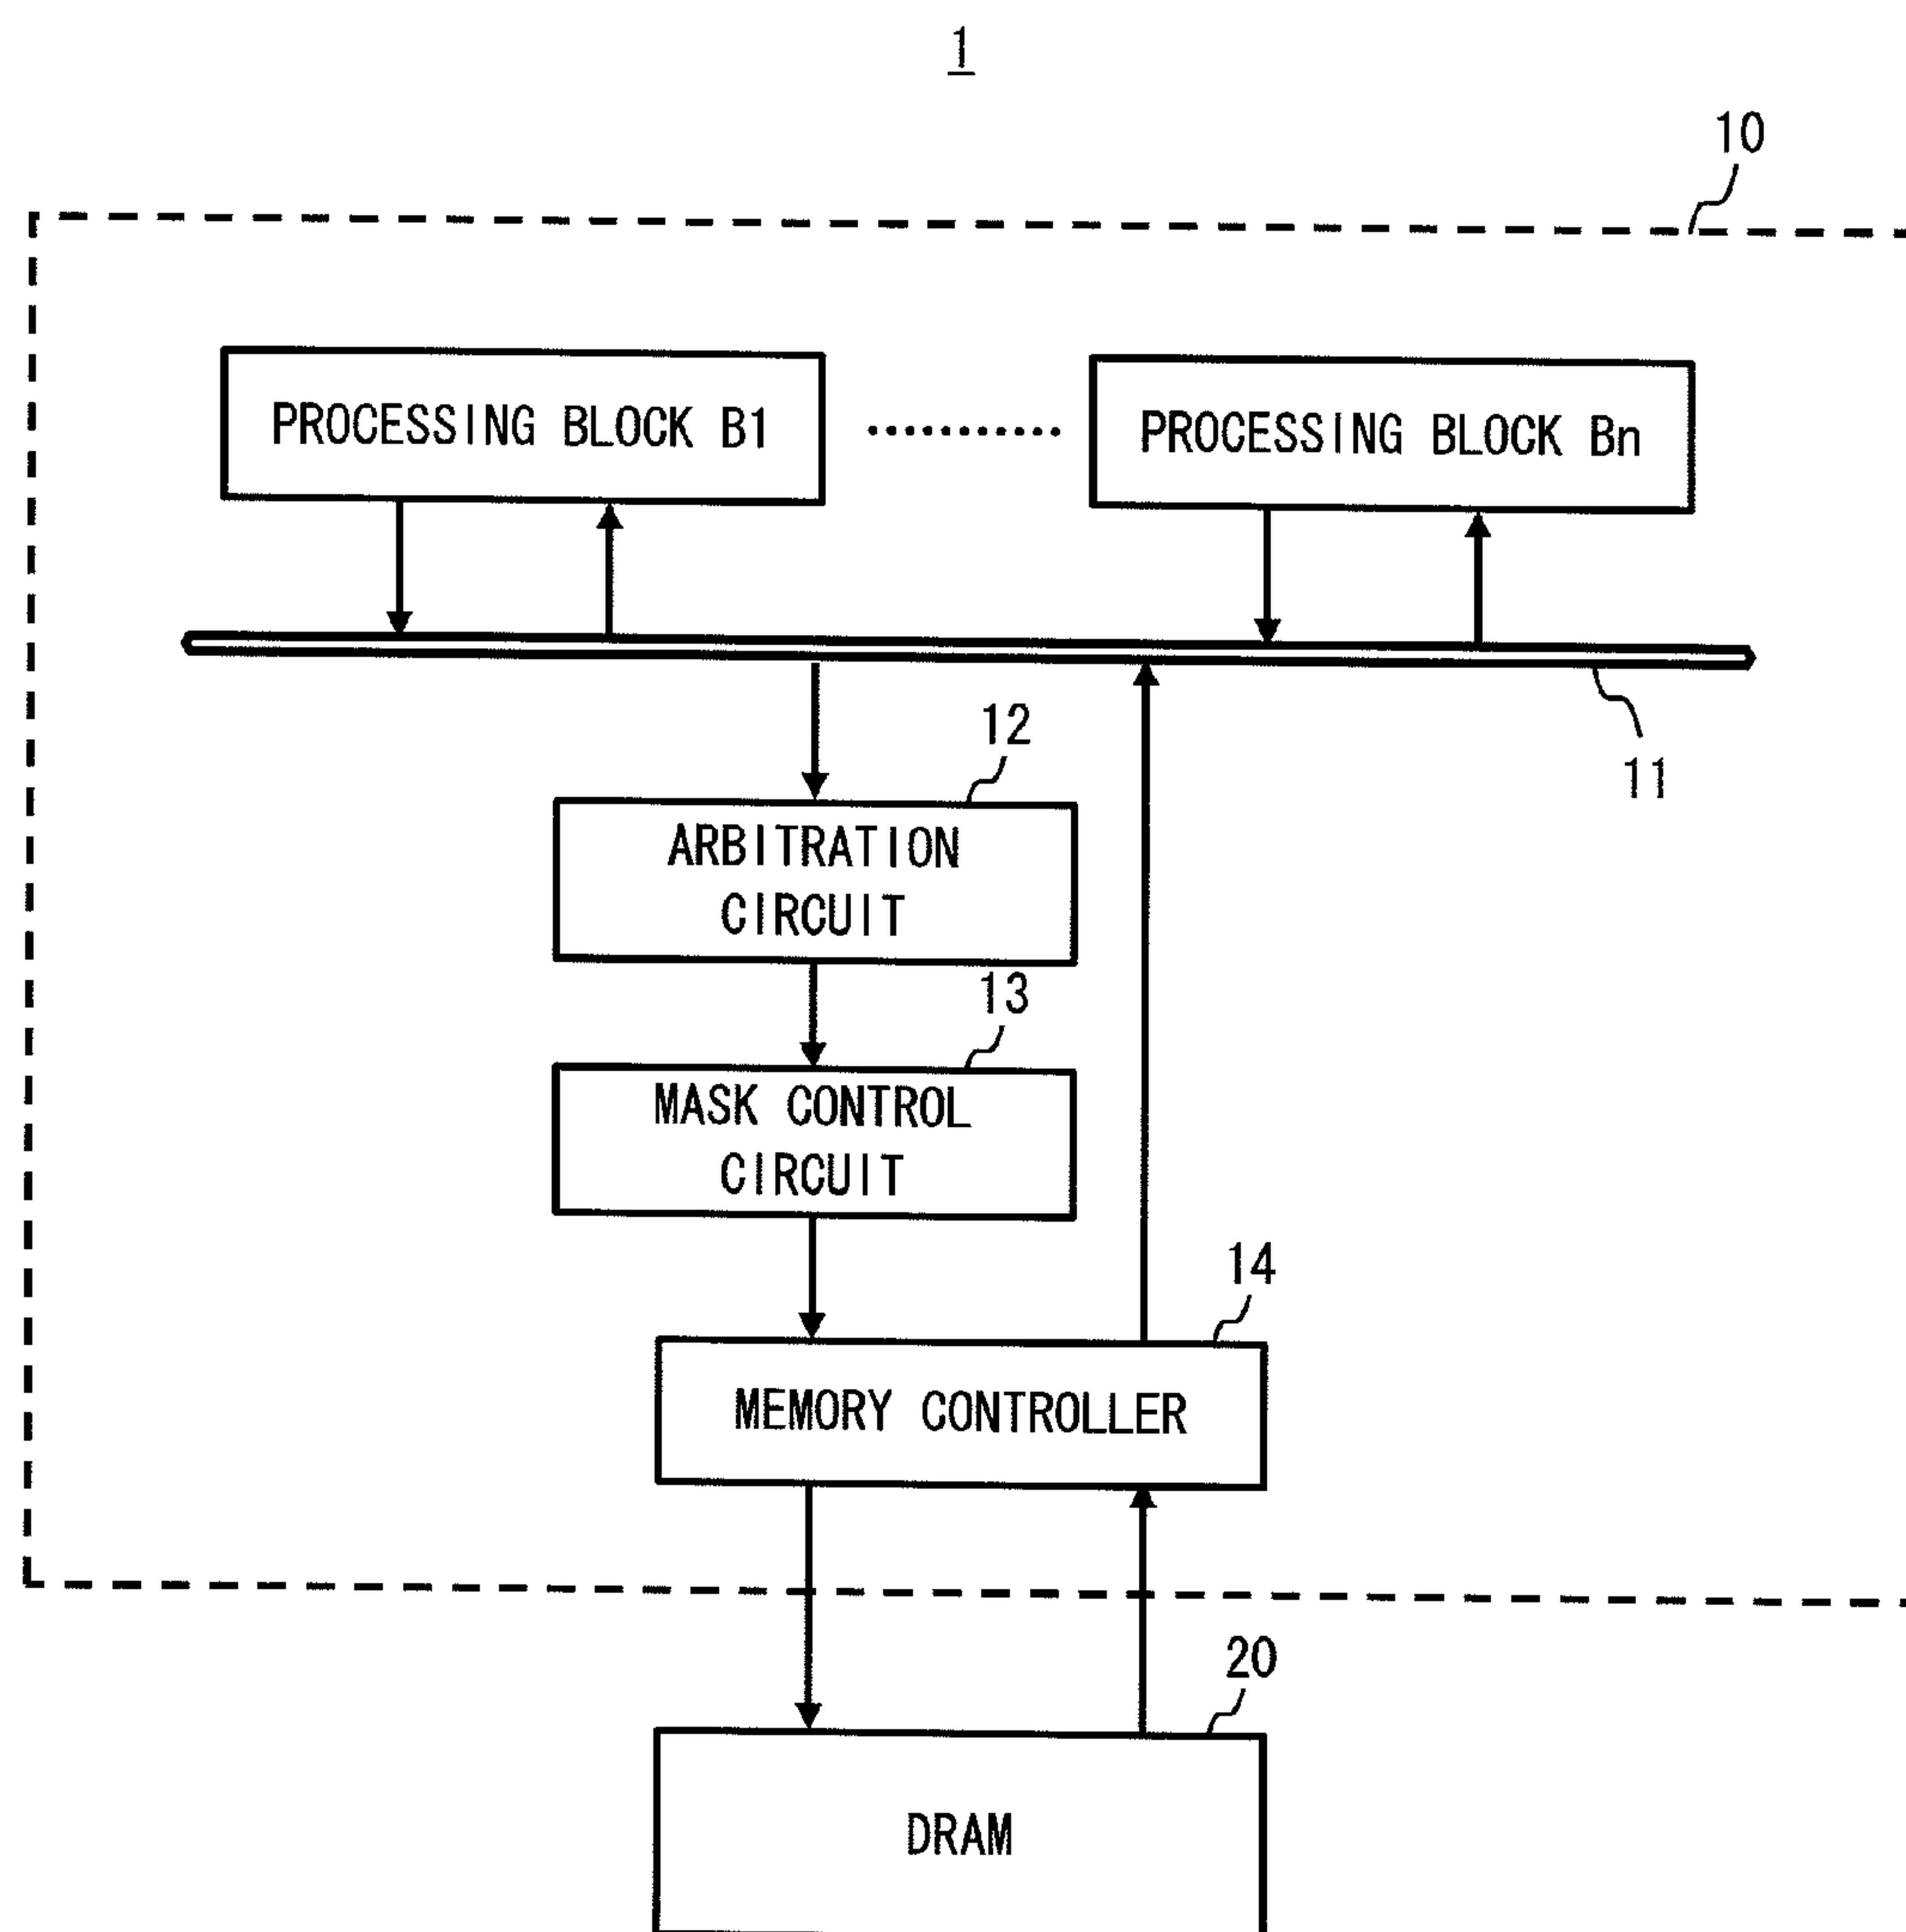 1
10
PROCESSING BLOCK B1
PROCESSING BLOCK Bn
11
12
ARBITRATION
CIRCUIT
13
MASK CONTROL
CIRCUIT
14
MEMORY CONTROLLER
20
DRAM